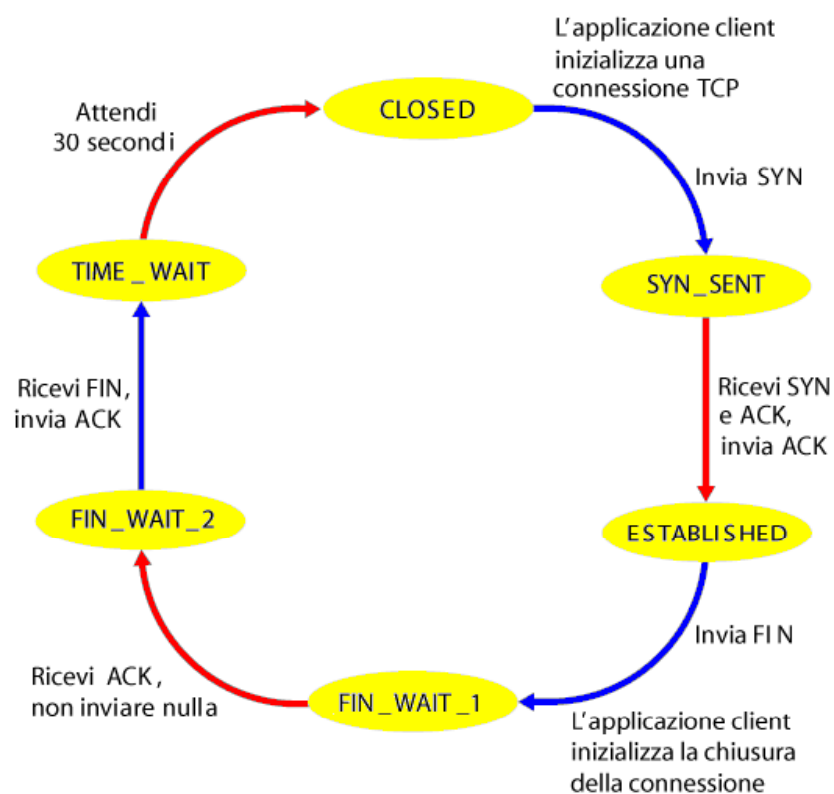 L'applicazione client
inizializza una
connessione TCP
CLOSED
Attendi
30 secondi
Invia SYN
TIME_WAIT
SYN_SENT
Ricevi FIN,
invia ACK
Ricevi SYN
e ACK,
invia ACK
FIN_WAIT_2
ESTABLISHED
Invia FIN
Ricevi ACK,
non inviare nulla
FIN_WAIT_1
L'applicazione client
inizializza la chiusura
della connessione